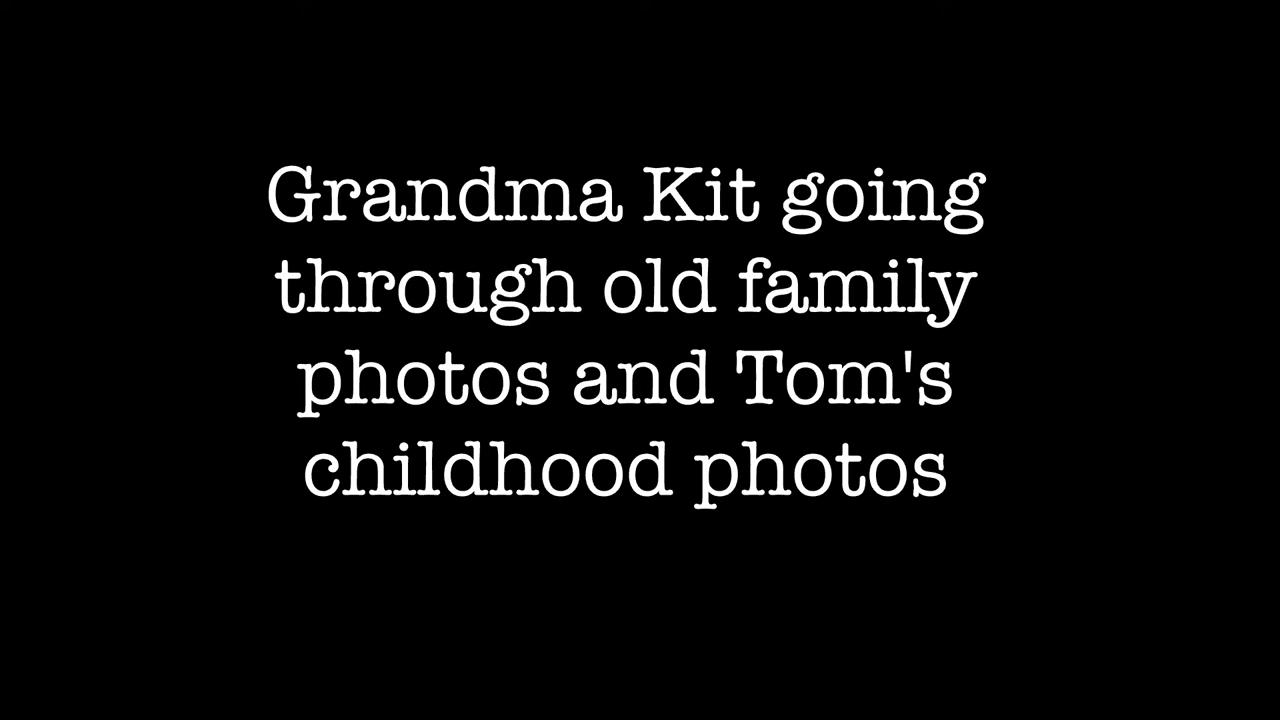 Grandma Kit going
through old family
photos and Tom's
childhood photos